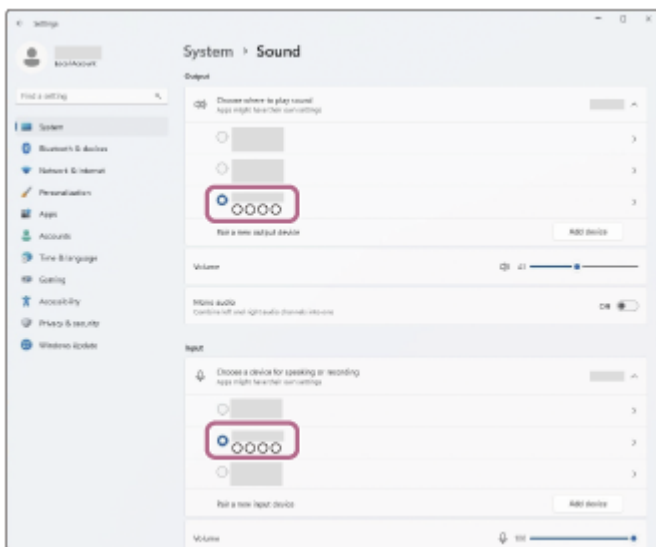 Settings
Local Account
System > Sound
Find a setting
System
Bluetooth & devices
Network & internet
Personalization
Apps
Accounts
Time & language
Gaming
Accessibility
Privacy & security
Windows Update
Output
Choose where to play sound
Apps might have their own settings
Pair a new output device
Add device
Volume
Mono audio
Combine left and right audio channels into one
Off
Input
Choose a device for speaking or recording
Apps might have their own settings
Pair a new input device
Add device
Volume
100